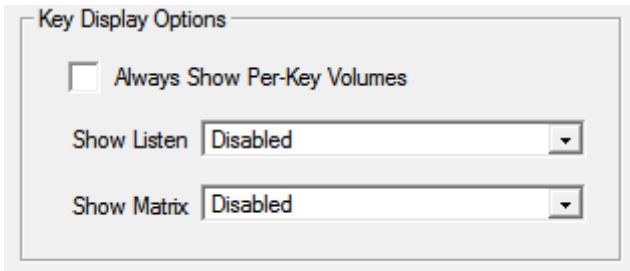 Key Display Options
Always Show Per-Key Volumes
Show Listen Disabled
Show Matrix Disabled